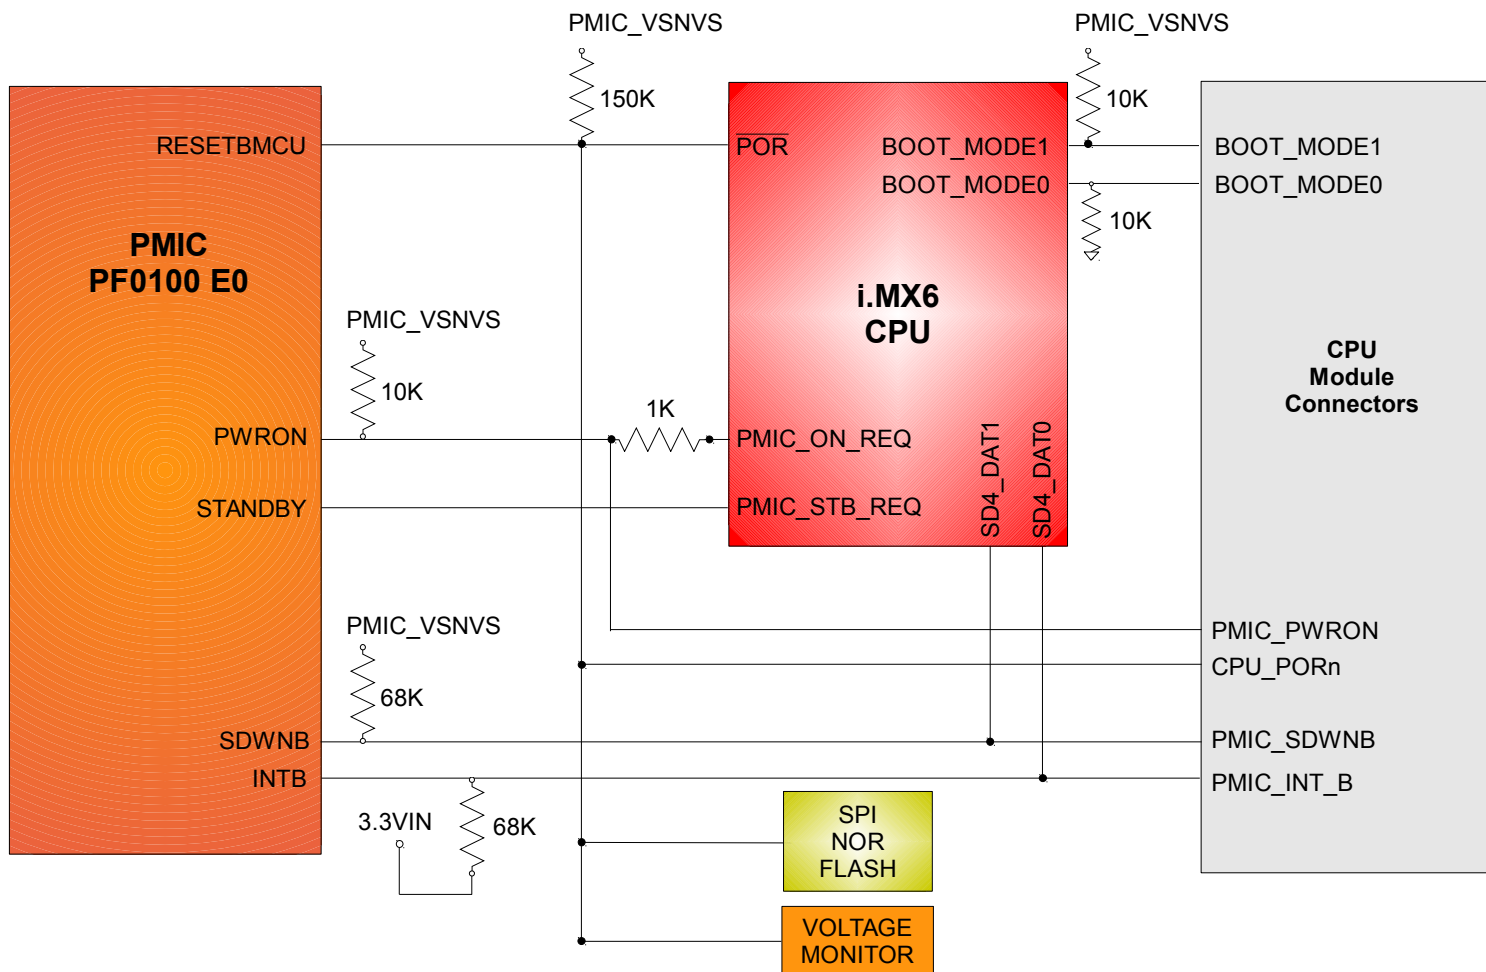 PMIC_VSNVS
PMIC_VSNVS
150K
10K
RESETBMCU
POR
BOOT_MODE1
BOOT_MODE1
BOOT_MODE0
BOOT_MODE0
10K
PMIC
PF0100 E0
i.MX6
CPU
PMIC_VSNVS
10K
CPU
Module
Connectors
1K
PWRON
PMIC_ON_REQ
SD4_DAT1
SD4_DAT0
STANDBY
PMIC_STB_REQ
PMIC_VSNVS
68K
PMIC_PWRON
CPU_PORn
SDWNB
PMIC_SDWNB
INTB
PMIC_INT_B
3.3VIN
68K
SPI
NOR
FLASH
VOLTAGE
MONITOR